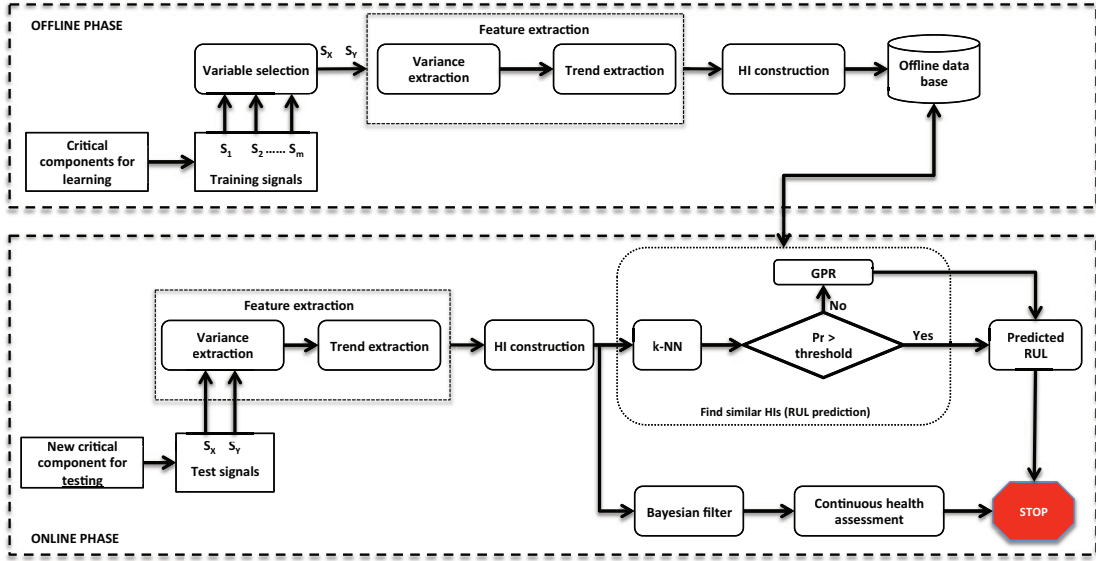 OFFLINE PHASE
Feature extraction
Variable selection
S_X S_Y
Variance
extraction
Trend extraction
HI construction
Offline data
base
Critical
components for
learning
S_1 S_2 ...... S_m
Training signals
Feature extraction
Variance
extraction
Trend extraction
HI construction
k-NN
GPR
No
Pr >
threshold
Yes
Predicted
RUL
Find similar HIs (RUL prediction)
New critical
component for
testing
S_X S_Y
Test signals
Bayesian filter
Continuous health
assessment
STOP
ONLINE PHASE